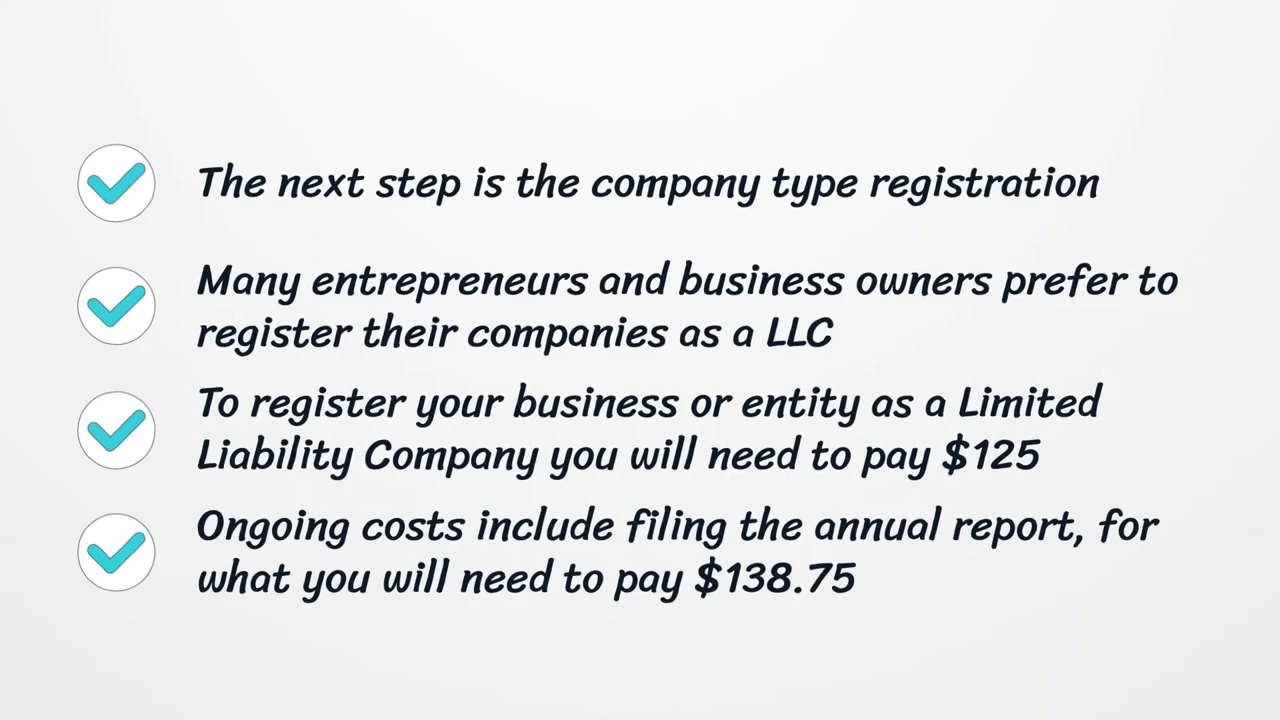 The next step is the company type registration
Many entrepreneurs and business owners prefer to
register their companies as a LLC
To register your business or entity as a Limited
Liability Company you will need to pay $125
Ongoing costs include filing the annual report, for
what you will need to pay $138.75